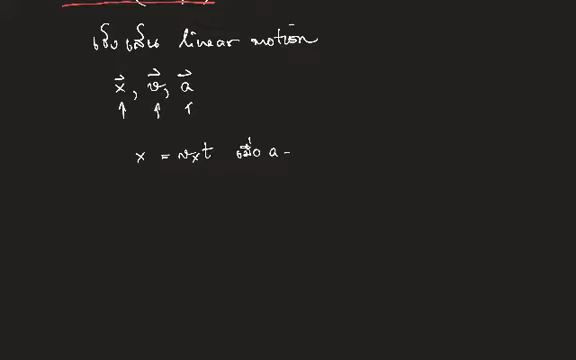 เชิงเส้น linear motion
x⃗, v⃗, a⃗
↑ ↑ ↑
x = vₓt เมื่อ a -